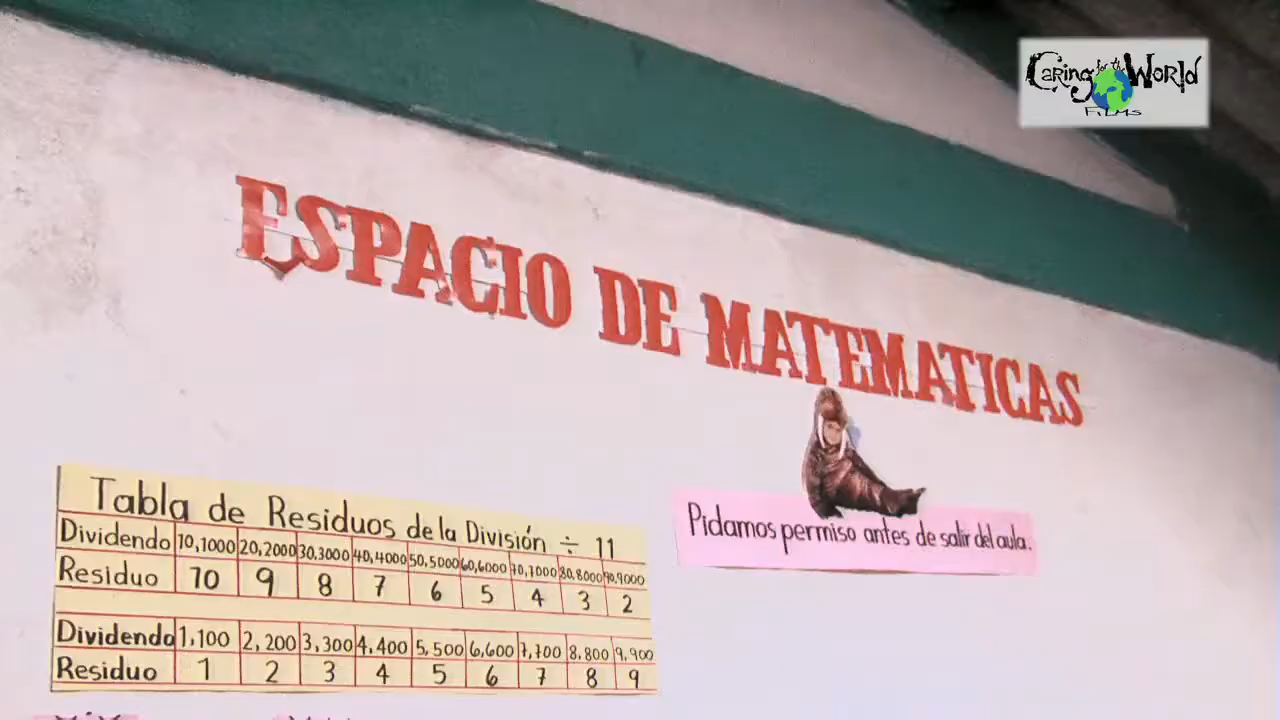 CARING for the WORLD
FILMS
ESPACIO DE MATEMATICAS
Pidamos permiso antes de salir del aula.
Tabla de Residuos de la División ÷ 11
Dividendo 10,1000 20,2000 30,3000 40,4000 50,5000 60,6000 70,7000 80,8000 90,9000
Residuo 10 9 8 7 6 5 4 3 2
Dividendo 1,100 2,200 3,300 4,400 5,500 6,600 7,700 8,800 9,900
Residuo 1 2 3 4 5 6 7 8 9